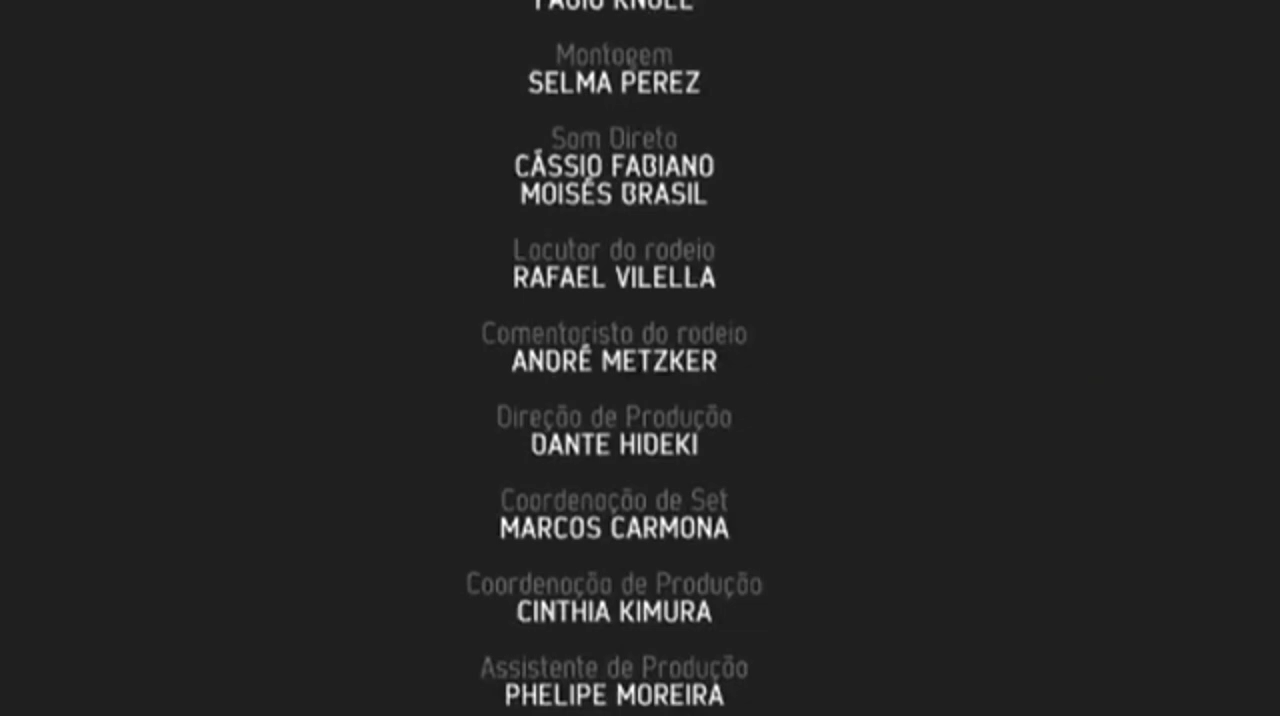 FABIO KNOLL
Montagem
SELMA PEREZ
Som Direto
CÁSSIO FABIANO
MOISÉS BRASIL
Locutor do rodeio
RAFAEL VILELLA
Comentarista do rodeio
ANDRÉ METZKER
Direção de Produção
DANTE HIDEKI
Coordenação de Set
MARCOS CARMONA
Coordenação de Produção
CINTHIA KIMURA
Assistente de Produção
PHELIPE MOREIRA